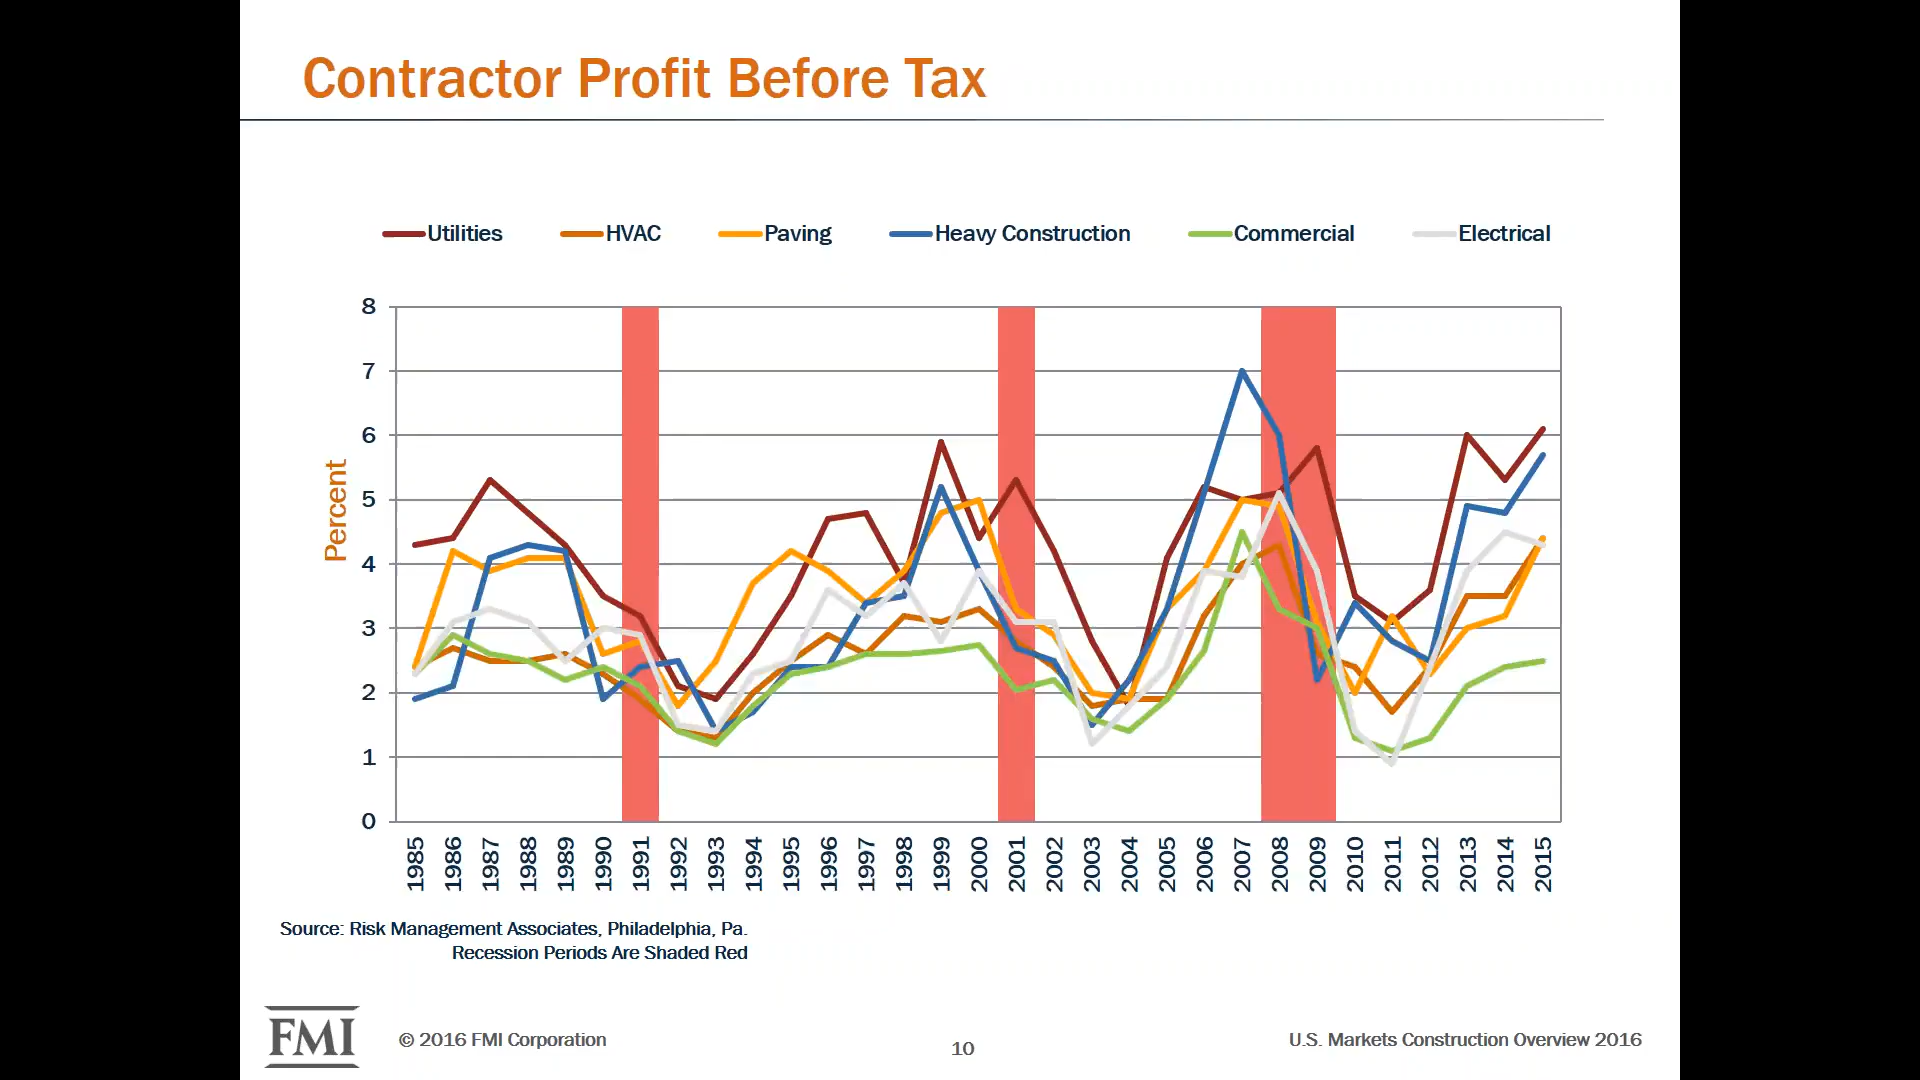 Contractor Profit Before Tax
Utilities HVAC Paving Heavy Construction Commercial Electrical
8
7
6
5
4
3
2
1
0
Percent
1985 1986 1987 1988 1989 1990 1991 1992 1993 1994 1995 1996 1997 1998 1999 2000 2001 2002 2003 2004 2005 2006 2007 2008 2009 2010 2011 2012 2013 2014 2015
Source: Risk Management Associates, Philadelphia, Pa.
Recession Periods Are Shaded Red
FMI
© 2016 FMI Corporation
10
U.S. Markets Construction Overview 2016